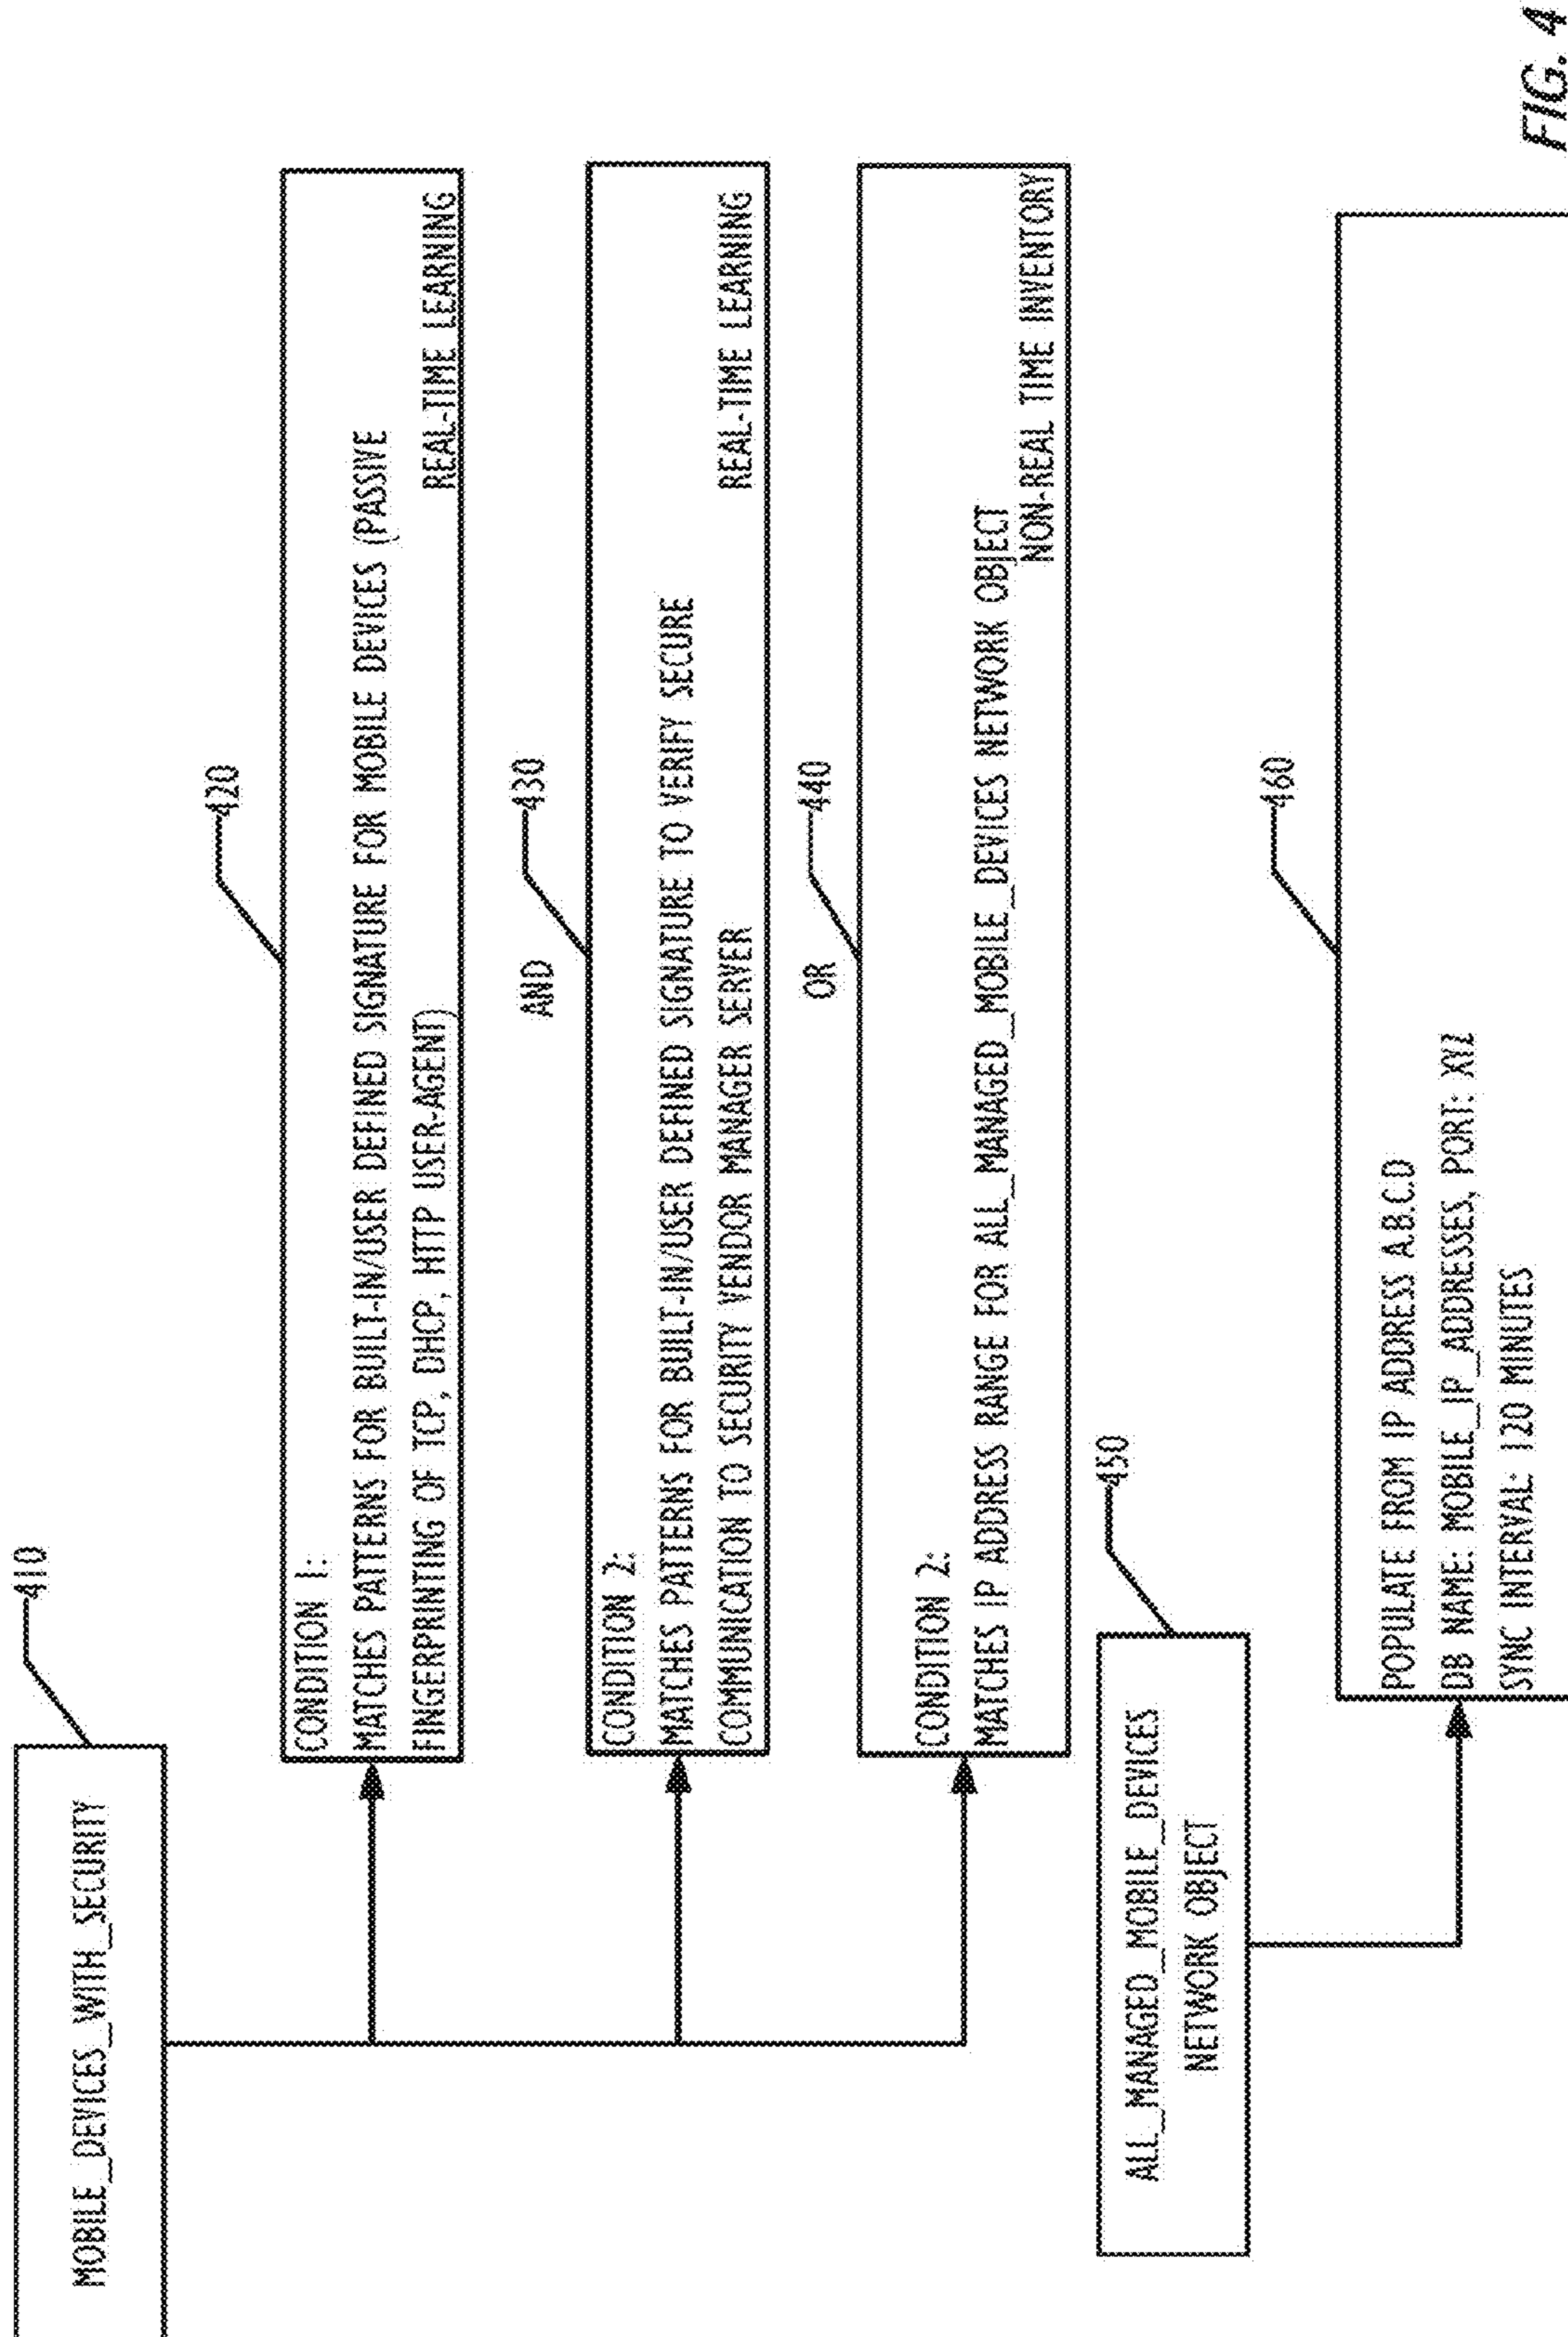 410
MOBILE_DEVICES_WITH_SECURITY
420
CONDITION 1:
MATCHES PATTERNS FOR BUILT-IN/USER DEFINED SIGNATURE FOR MOBILE DEVICES (PASSIVE
FINGERPRINTING OF TCP, DHCP, HTTP USER-AGENT)
REAL-TIME LEARNING
AND
430
CONDITION 2:
MATCHES PATTERNS FOR BUILT-IN/USER DEFINED SIGNATURE TO VERIFY SECURE
COMMUNICATION TO SECURITY VENDOR MANAGER SERVER
REAL-TIME LEARNING
OR
440
CONDITION 2:
MATCHES IP ADDRESS RANGE FOR ALL_MANAGED_MOBILE_DEVICES NETWORK OBJECT
NON-REAL TIME INVENTORY
450
ALL_MANAGED_MOBILE_DEVICES
NETWORK OBJECT
460
POPULATE FROM IP ADDRESS A.B.C.D
DB NAME: MOBILE_IP_ADDRESSES, PORT: XYZ
SYNC INTERVAL: 120 MINUTES
FIG. 4